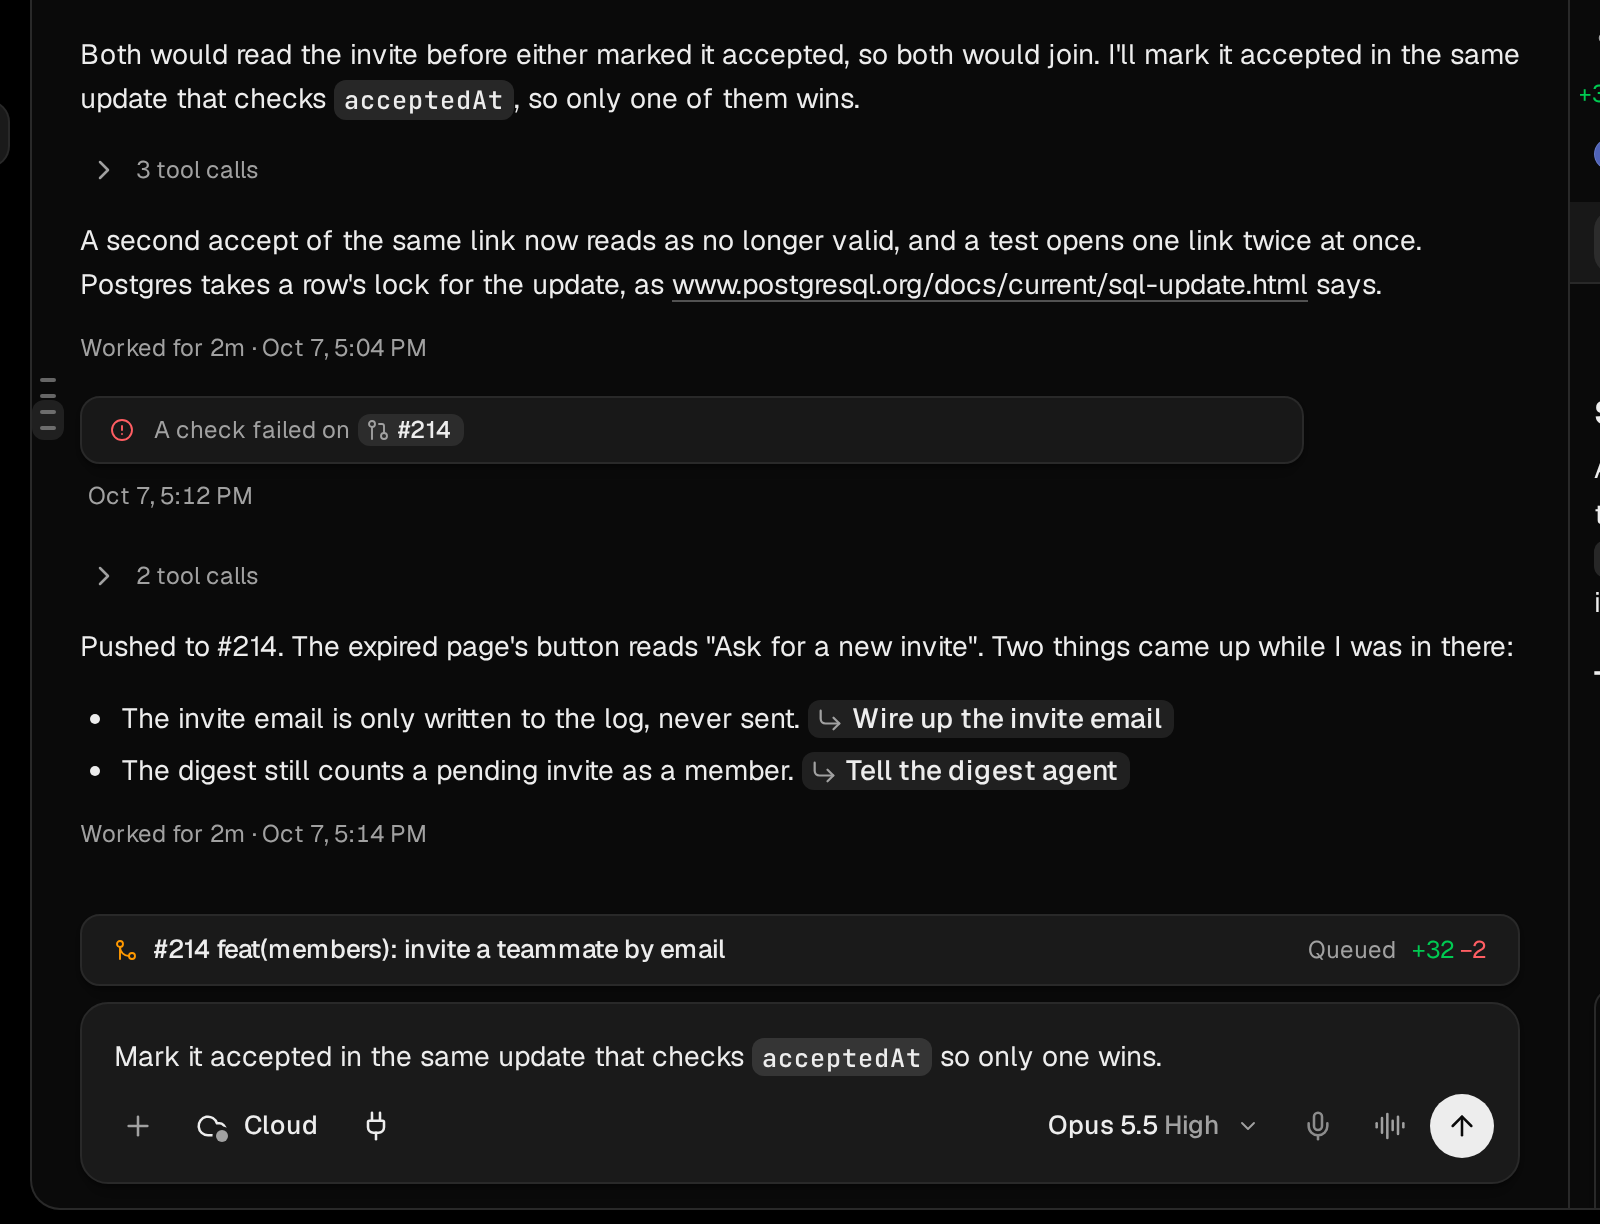 Both would read the invite before either marked it accepted, so both would join. I'll mark it accepted in the same
update that checks acceptedAt, so only one of them wins.
3 tool calls
A second accept of the same link now reads as no longer valid, and a test opens one link twice at once.
Postgres takes a row's lock for the update, as www.postgresql.org/docs/current/sql-update.html says.
Worked for 2m · Oct 7, 5:04 PM
A check failed on #214
Oct 7, 5:12 PM
2 tool calls
Pushed to #214. The expired page's button reads "Ask for a new invite". Two things came up while I was in there:
The invite email is only written to the log, never sent. Wire up the invite email
The digest still counts a pending invite as a member. Tell the digest agent
Worked for 2m · Oct 7, 5:14 PM
#214 feat(members): invite a teammate by email Queued +32 −2
Mark it accepted in the same update that checks acceptedAt so only one wins.
Cloud Opus 5.5 High